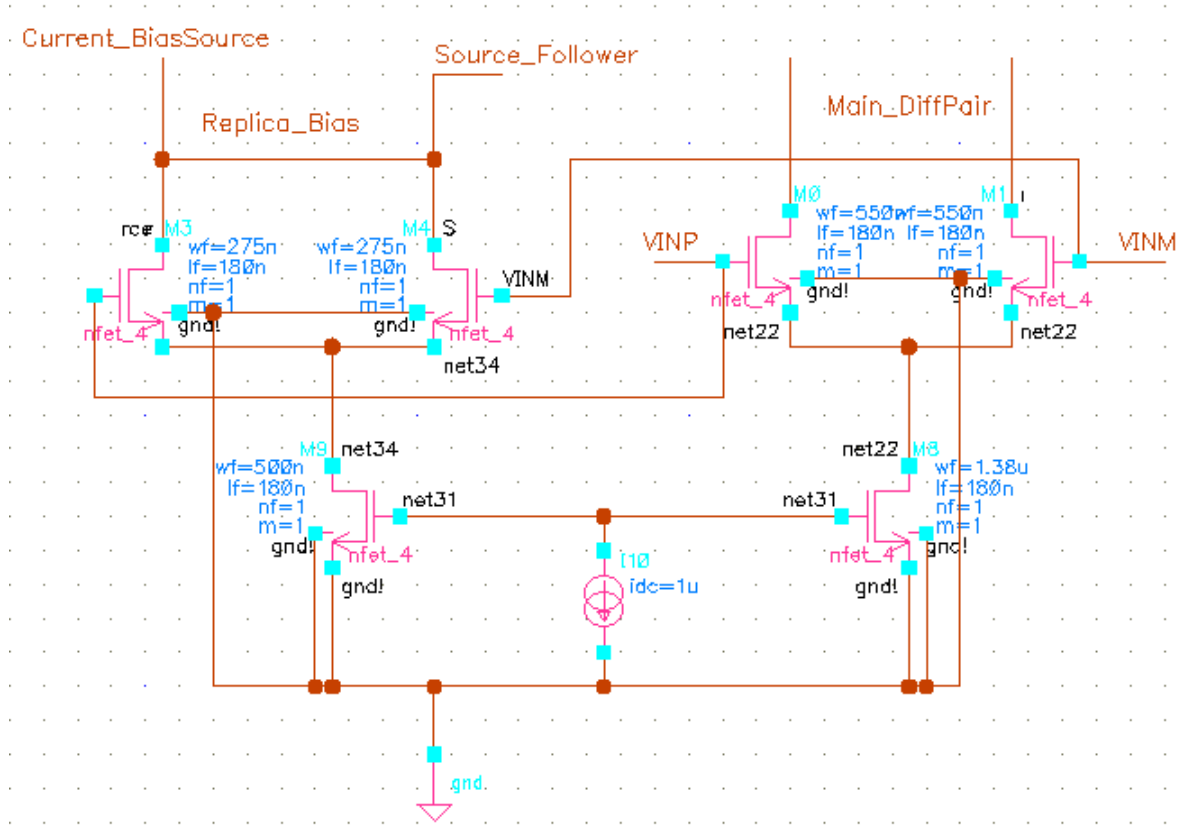 Current_BiasSource
Source_Follower
Replica_Bias
Main_DiffPair
rce M3
wf=275n
lf=180n
nf=1
m=1
gnd!
nfet_4
M4 S
wf=275n
lf=180n
nf=1
m=1
gnd!
nfet_4
VINM
net34
VINP
M0
wf=550n
lf=180n
nf=1
m=1
gnd!
nfet_4
net22
M1
wf=550n
lf=180n
nf=1
m=1
gnd!
nfet_4
net22
VINM
M9 net34
wf=500n
lf=180n
nf=1
m=1
gnd!
nfet_4
net31
gnd!
I10
idc=1u
net22 M8
wf=1.38u
lf=180n
nf=1
m=1
gnd!
net31
nfet_4
gnd!
gnd